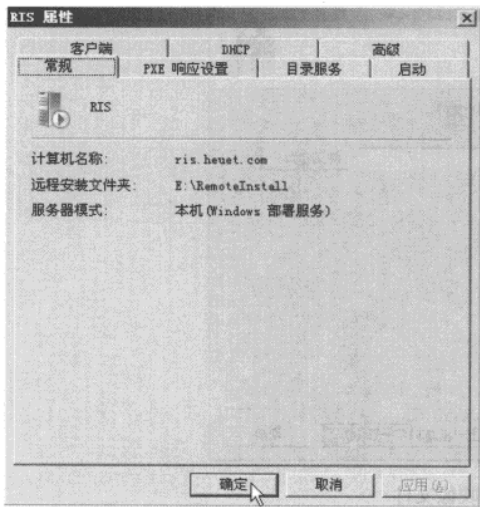 RIS 属性
客户端 DHCP 高级
常规 PXE 响应设置 目录服务 启动
RIS
计算机名称: ris.heuet.com
远程安装文件夹: E:\RemoteInstall
服务器模式: 本机(Windows 部署服务)
确定 取消 应用(A)